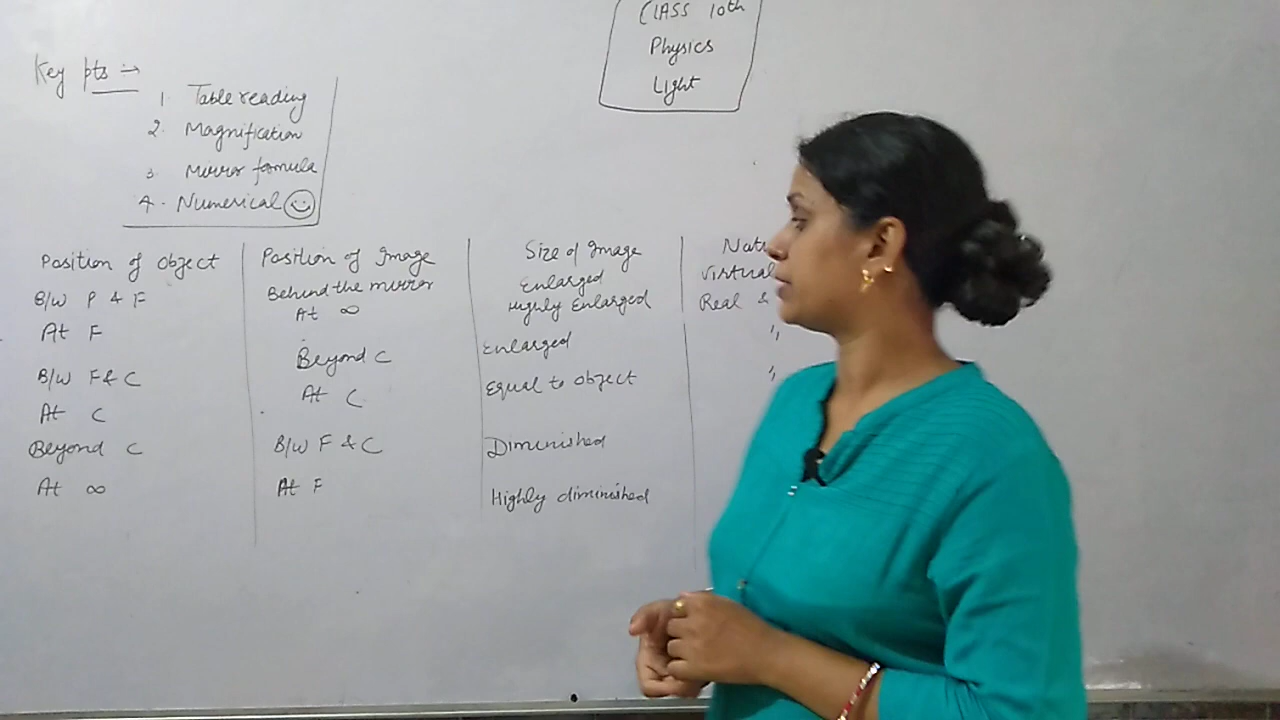 CLASS 10th
Physics
Light
Key pts :→
1. Table reading
2. Magnification
3. Mirror formula
4. Numerical
Position of object Position of Image Size of Image
B/W P & F Behind the mirror Enlarged Virtual
At F At ∞ Highly Enlarged Real &
B/W F & C Beyond C Enlarged "
At C At C Equal to object "
Beyond C B/W F & C Diminished
At ∞ At F Highly diminished